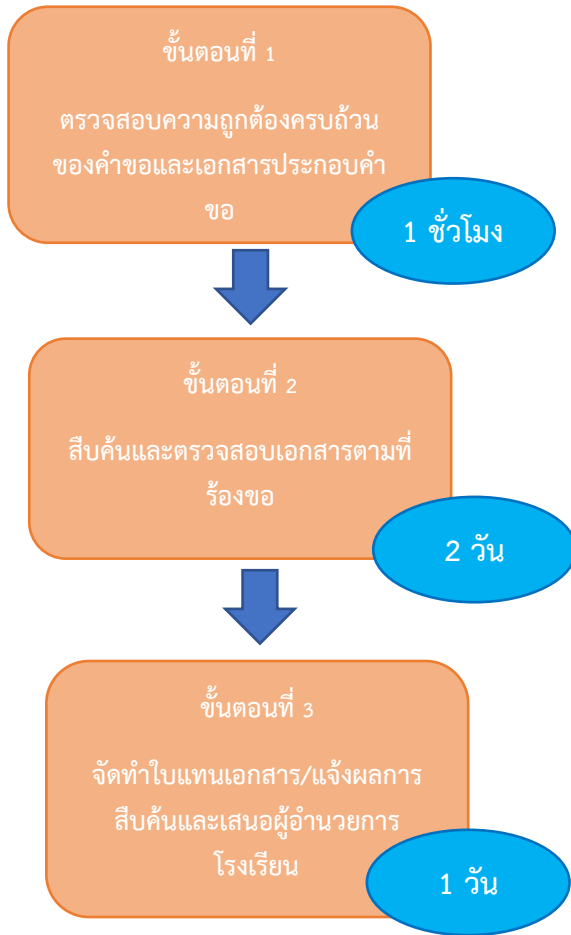 ขั้นตอนที่ 1
ตรวจสอบความถูกต้องครบถ้วน
ของคำขอและเอกสารประกอบคำ
ขอ
1 ชั่วโมง
ขั้นตอนที่ 2
สืบค้นและตรวจสอบเอกสารตามที่
ร้องขอ
2 วัน
ขั้นตอนที่ 3
จัดทำใบแทนเอกสาร/แจ้งผลการ
สืบค้นและเสนอผู้อำนวยการ
โรงเรียน
1 วัน